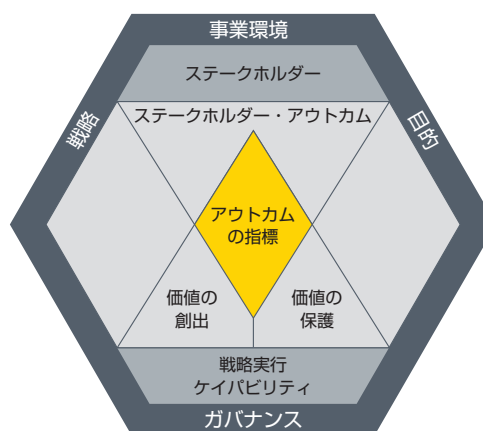 事業環境
ステークホルダー
ステークホルダー・アウトカム
戦略
目的
アウトカム
の指標
価値の
創出
価値の
保護
戦略実行
ケイパビリティ
ガバナンス